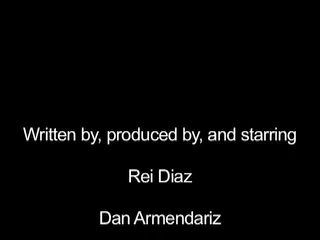 Written by, produced by, and starring
Rei Diaz
Dan Armendariz